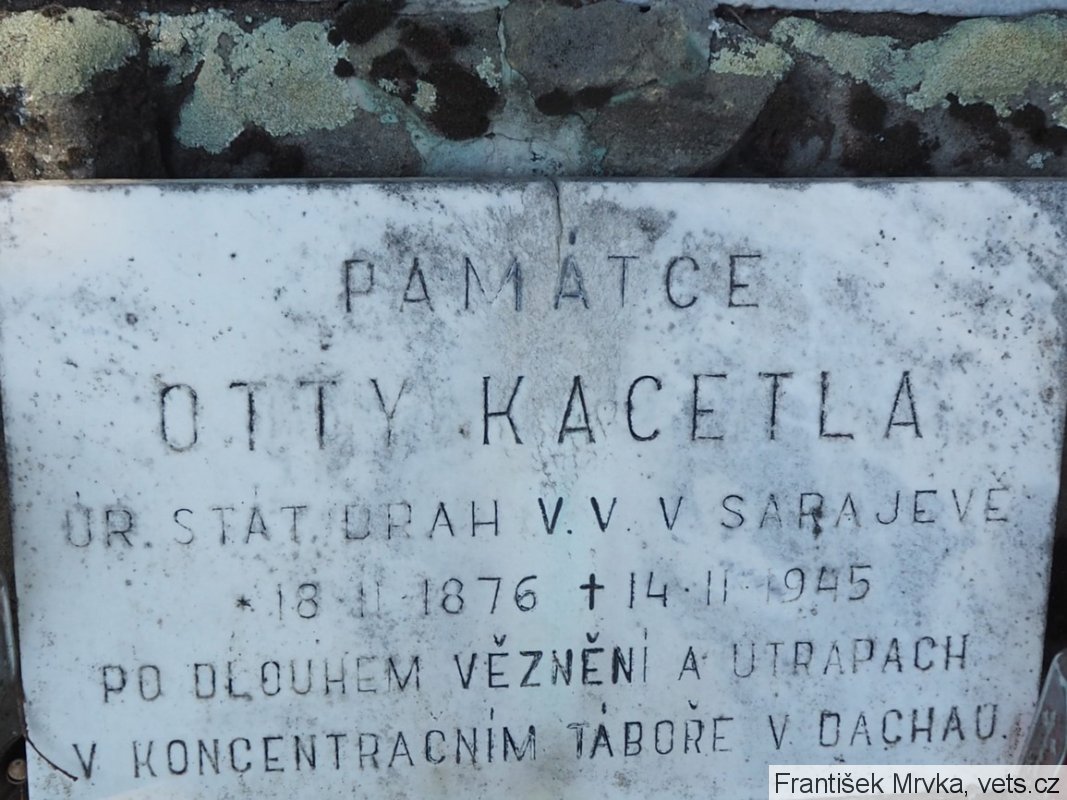 PAMÁTCE
OTTY KACETLA
ÚR. STÁT. DRAH V.V. V SARAJEVĚ
* 18·II·1876 ✝ 14·II·1945
PO DLOUHÉM VĚZNĚNÍ A ÚTRAPÁCH
V KONCENTRAČNÍM TÁBOŘE V DACHAU.
František Mrvka, vets.cz